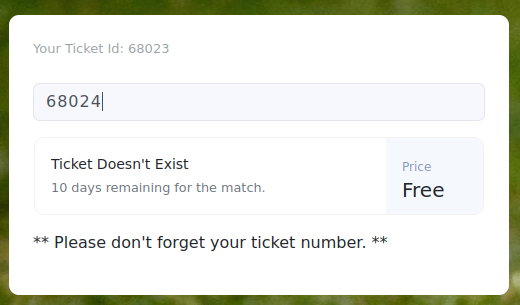 Your Ticket Id: 68023
68024
Ticket Doesn't Exist
10 days remaining for the match.
Price
Free
** Please don't forget your ticket number. **